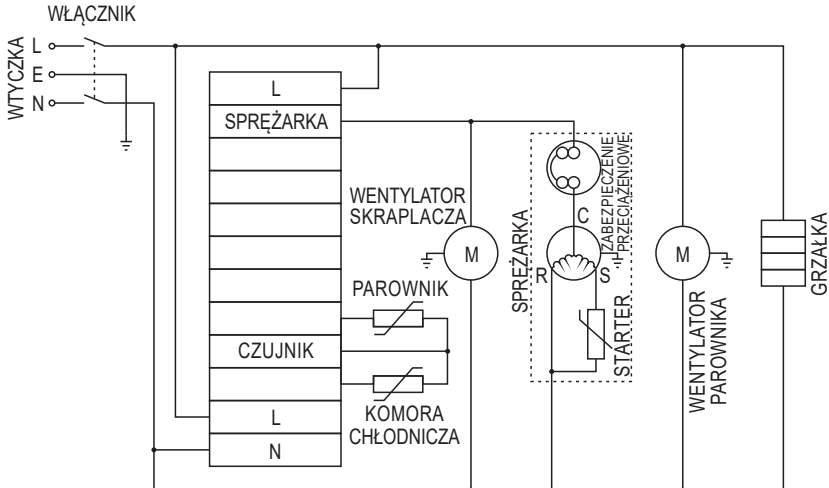 WŁĄCZNIK
WTYCZKA
L
E
N
L
SPRĘŻARKA
CZUJNIK
L
N
WENTYLATOR
SKRAPLACZA
M
PAROWNIK
KOMORA
CHŁODNICZA
SPRĘŻARKA
ZABEZPIECZENIE
PRZECIĄŻENIOWE
C
R
S
STARTER
M
WENTYLATOR
PAROWNIKA
GRZAŁKA